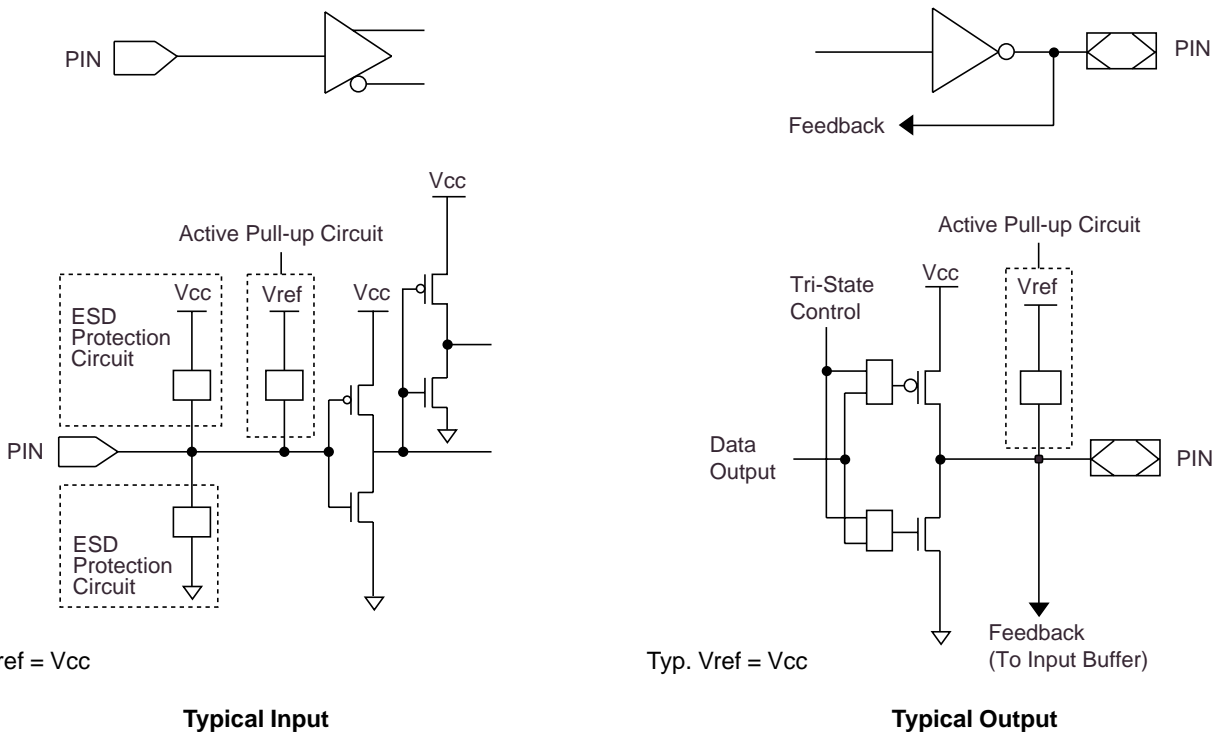 PIN
PIN
Feedback
Vcc
Active Pull-up Circuit
Vcc
Vref
Vcc
ESD
Protection
Circuit
PIN
ESD
Protection
Circuit
ref = Vcc
Typical Input
Active Pull-up Circuit
Tri-State
Control
Vcc
Vref
Data
Output
PIN
Feedback
(To Input Buffer)
Typ. Vref = Vcc
Typical Output